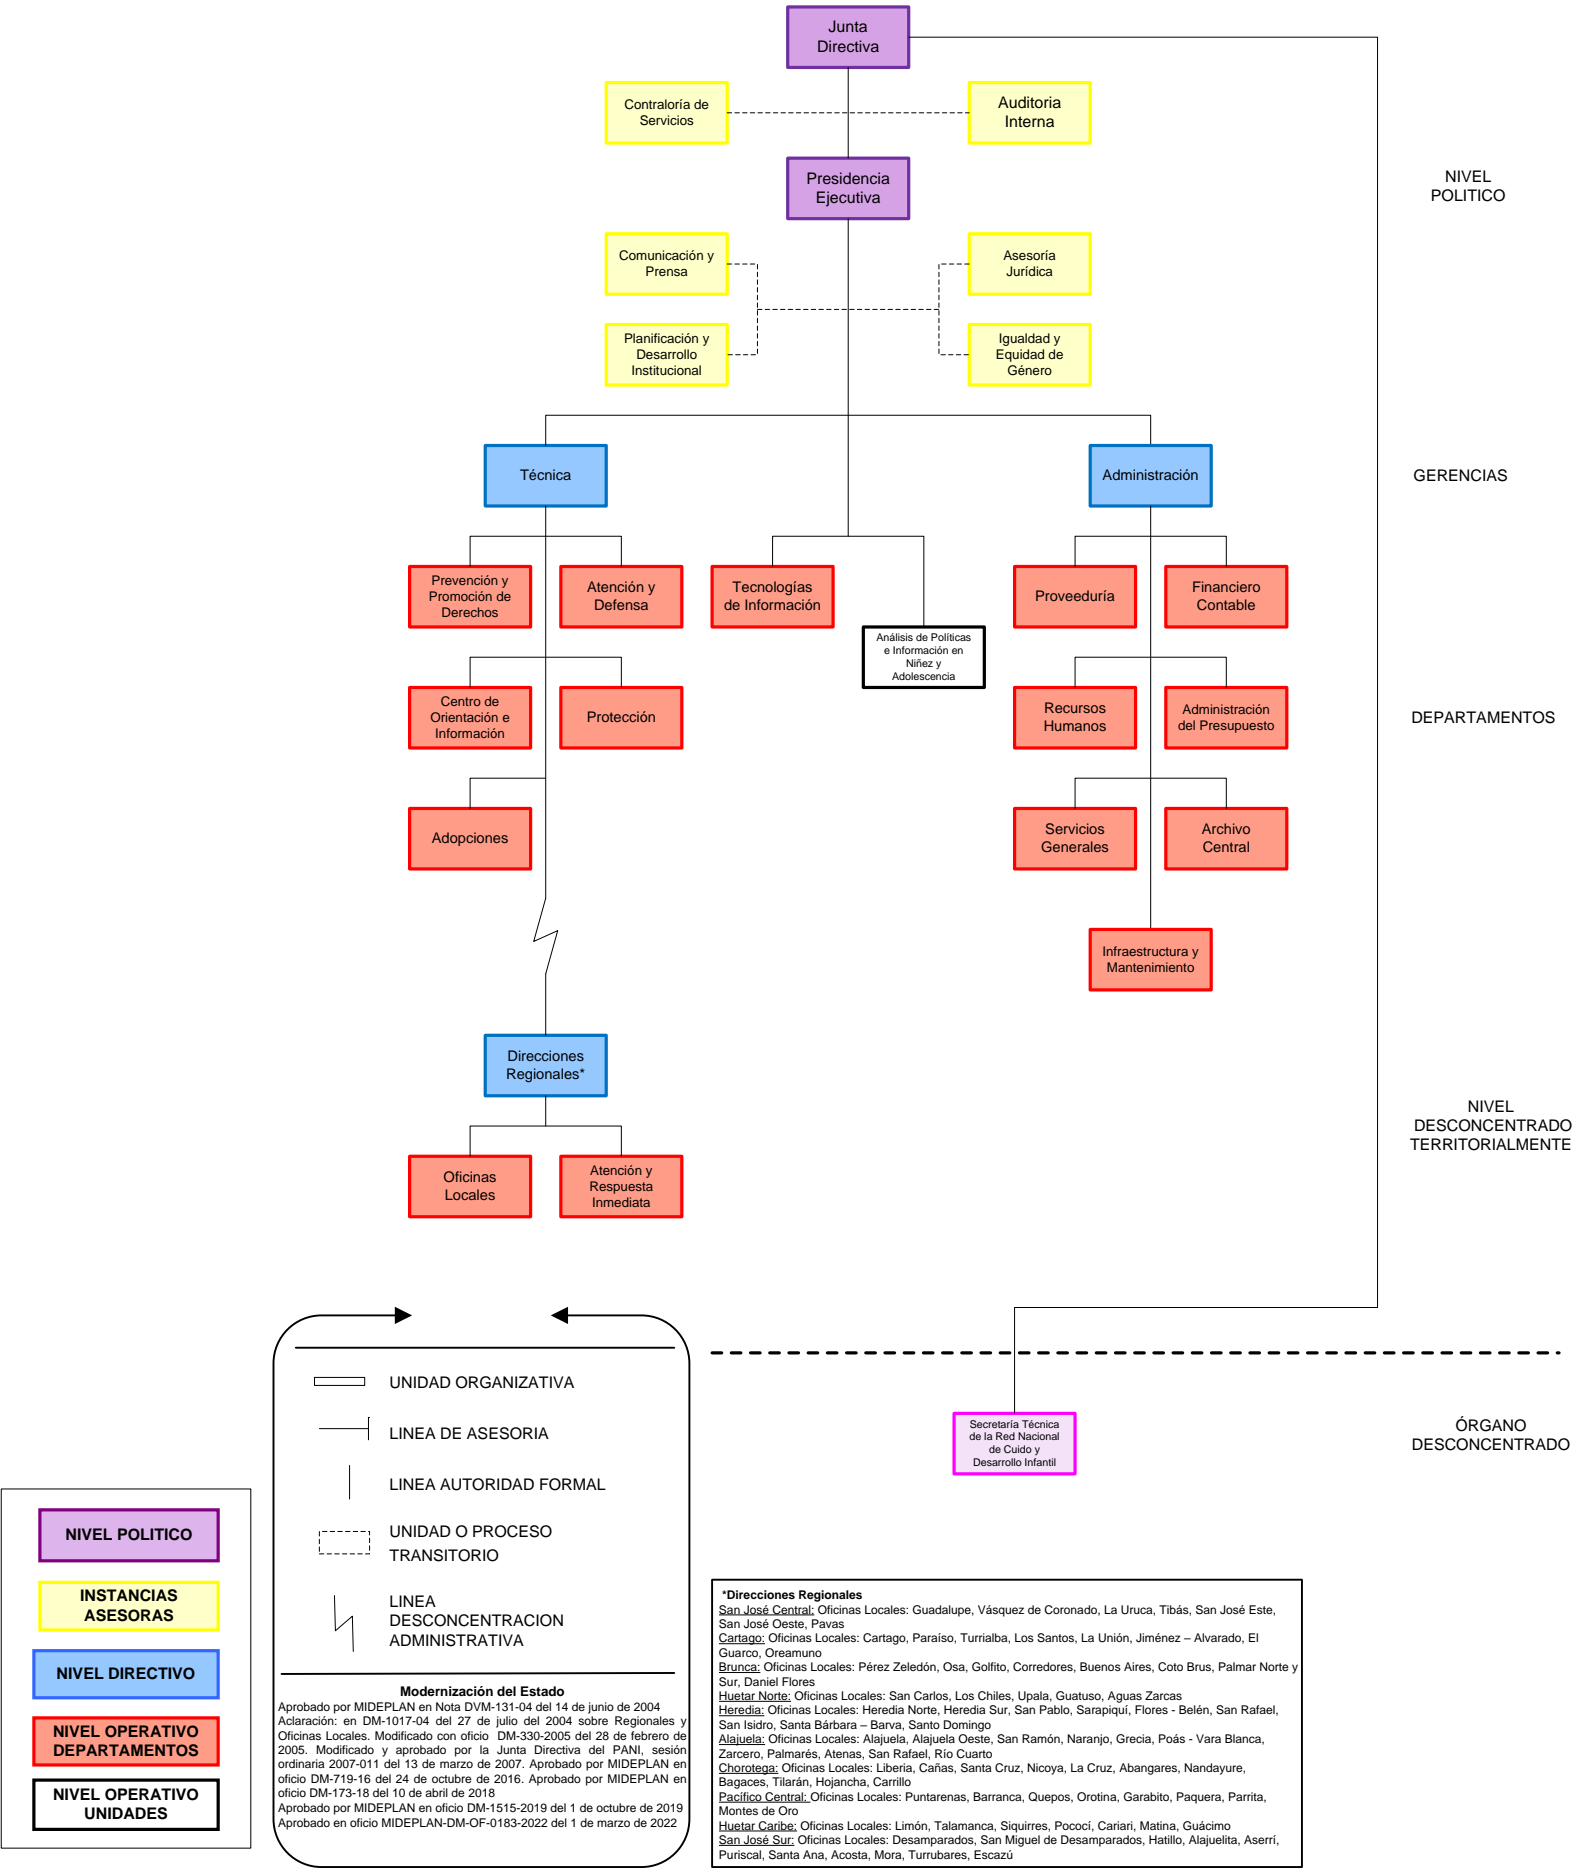 Junta
Directiva
Contraloría de
Servicios
Auditoria
Interna
Presidencia
Ejecutiva
NIVEL
POLITICO
Comunicación y
Prensa
Asesoría
Jurídica
Planificación y
Desarrollo
Institucional
Igualdad y
Equidad de
Género
Técnica
Administración
GERENCIAS
Prevención y
Promoción de
Derechos
Atención y
Defensa
Tecnologías
de Información
Proveeduría
Financiero
Contable
Análisis de Políticas
e Información en
Niñez y
Adolescencia
Centro de
Orientación e
Información
Protección
Recursos
Humanos
Administración
del Presupuesto
DEPARTAMENTOS
Adopciones
Servicios
Generales
Archivo
Central
Infraestructura y
Mantenimiento
Direcciones
Regionales*
NIVEL
DESCONCENTRADO
TERRITORIALMENTE
Oficinas
Locales
Atención y
Respuesta
Inmediata
Secretaría Técnica
de la Red Nacional
de Cuido y
Desarrollo Infantil
ÓRGANO
DESCONCENTRADO
UNIDAD ORGANIZATIVA
LINEA DE ASESORIA
LINEA AUTORIDAD FORMAL
UNIDAD O PROCESO
TRANSITORIO
LINEA
DESCONCENTRACION
ADMINISTRATIVA
Modernización del Estado
Aprobado por MIDEPLAN en Nota DVM-131-04 del 14 de junio de 2004
Aclaración: en DM-1017-04 del 27 de julio del 2004 sobre Regionales y
Oficinas Locales. Modificado con oficio DM-330-2005 del 28 de febrero de
2005. Modificado y aprobado por la Junta Directiva del PANI, sesión
ordinaria 2007-011 del 13 de marzo de 2007. Aprobado por MIDEPLAN en
oficio DM-719-16 del 24 de octubre de 2016. Aprobado por MIDEPLAN en
oficio DM-173-18 del 10 de abril de 2018
Aprobado por MIDEPLAN en oficio DM-1515-2019 del 1 de octubre de 2019
Aprobado en oficio MIDEPLAN-DM-OF-0183-2022 del 1 de marzo de 2022
NIVEL POLITICO
INSTANCIAS
ASESORAS
NIVEL DIRECTIVO
NIVEL OPERATIVO
DEPARTAMENTOS
NIVEL OPERATIVO
UNIDADES
*Direcciones Regionales
San José Central: Oficinas Locales: Guadalupe, Vásquez de Coronado, La Uruca, Tibás, San José Este,
San José Oeste, Pavas
Cartago: Oficinas Locales: Cartago, Paraíso, Turrialba, Los Santos, La Unión, Jiménez – Alvarado, El
Guarco, Oreamuno
Brunca: Oficinas Locales: Pérez Zeledón, Osa, Golfito, Corredores, Buenos Aires, Coto Brus, Palmar Norte y
Sur, Daniel Flores
Huetar Norte: Oficinas Locales: San Carlos, Los Chiles, Upala, Guatuso, Aguas Zarcas
Heredia: Oficinas Locales: Heredia Norte, Heredia Sur, San Pablo, Sarapiquí, Flores - Belén, San Rafael,
San Isidro, Santa Bárbara – Barva, Santo Domingo
Alajuela: Oficinas Locales: Alajuela, Alajuela Oeste, San Ramón, Naranjo, Grecia, Poás - Vara Blanca,
Zarcero, Palmarés, Atenas, San Rafael, Río Cuarto
Chorotega: Oficinas Locales: Liberia, Cañas, Santa Cruz, Nicoya, La Cruz, Abangares, Nandayure,
Bagaces, Tilarán, Hojancha, Carrillo
Pacífico Central: Oficinas Locales: Puntarenas, Barranca, Quepos, Orotina, Garabito, Paquera, Parrita,
Montes de Oro
Huetar Caribe: Oficinas Locales: Limón, Talamanca, Siquirres, Pococí, Cariari, Matina, Guácimo
San José Sur: Oficinas Locales: Desamparados, San Miguel de Desamparados, Hatillo, Alajuelita, Aserrí,
Puriscal, Santa Ana, Acosta, Mora, Turrubares, Escazú